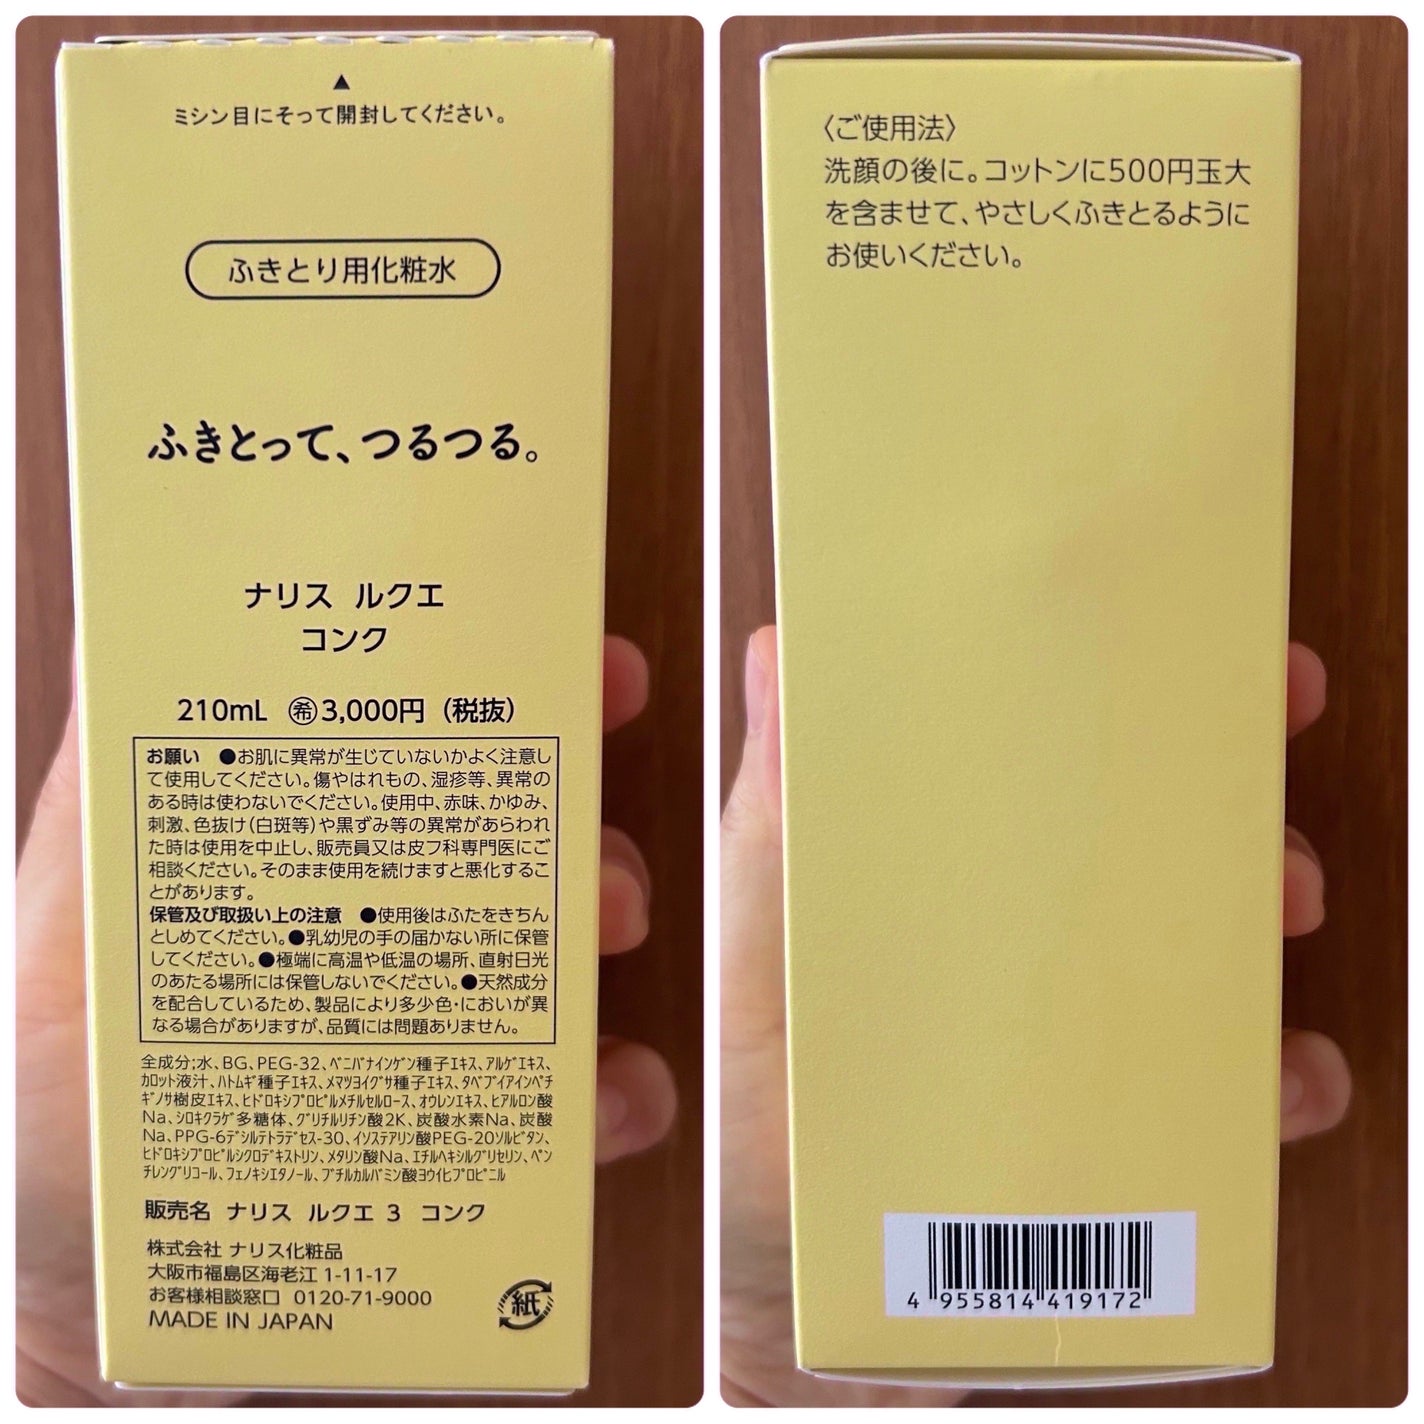 ▲
ミシン目にそって開封してください。
ふきとり用化粧水
ふきとって、つるつる。
ナリス ルクエ
コンク
210mL ㊙3,000円（税抜）
お願い ●お肌に異常が生じていないかよく注意し
て使用してください。傷やはれもの、湿疹等、異常の
ある時は使わないでください。使用中、赤味、かゆみ、
刺激、色抜け（白斑等）や黒ずみ等の異常があらわれ
た時は使用を中止し、販売員又は皮フ科専門医にご
相談ください。そのまま使用を続けますと悪化するこ
とがあります。
保管及び取扱い上の注意 ●使用後はふたをきちん
としめてください。●乳幼児の手の届かない所に保管
してください。●極端に高温や低温の場所、直射日光
のあたる場所には保管しないでください。●天然成分
を配合しているため、製品により多少色・においが異
なる場合がありますが、品質には問題ありません。
全成分;水、BG、PEG-32、ベニバナインゲン種子エキス、アルゲエキス、
カロット液汁、ハトムギ種子エキス、メマツヨイグサ種子エキス、タベブイアインペチ
ギノサ樹皮エキス、ヒドロキシプロピルメチルセルロース、オウレンエキス、ヒアルロン酸
Na、シロキクラゲ多糖体、グリチルリチン酸2K、炭酸水素Na、炭酸
Na、PPG-6デシルテトラデセス-30、イソステアリン酸PEG-20ソルビタン、
ヒドロキシプロピルシクロデキストリン、メタリン酸Na、エチルヘキシルグリセリン、ペン
チレングリコール、フェノキシエタノール、ブチルカルバミン酸ヨウ化プロピニル
販売名 ナリス ルクエ 3 コンク
株式会社 ナリス化粧品
大阪市福島区海老江 1-11-17
お客様相談窓口 0120-71-9000
MADE IN JAPAN
紙
〈ご使用法〉
洗顔の後に。コットンに500円玉大
を含ませて、やさしくふきとるように
お使いください。
4 955814 419172